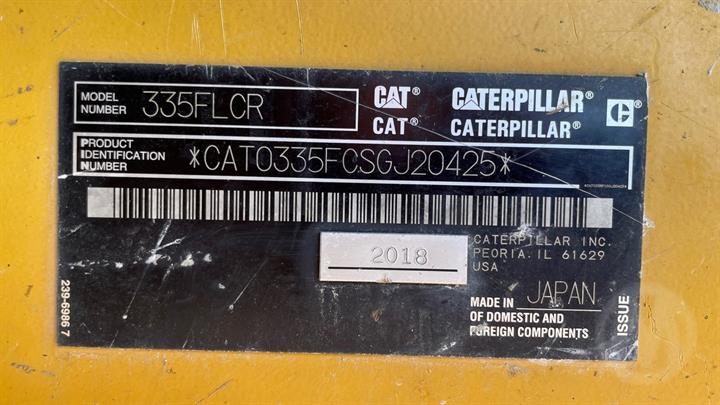 MODEL NUMBER 335FLCR
CAT® CATERPILLAR®
CAT® CATERPILLAR®
PRODUCT IDENTIFICATION NUMBER *CAT0335FCSGJ20425*
*CAT0335FCSGJ20425*
2018
CATERPILLAR INC.
PEORIA, IL 61629
USA
MADE IN JAPAN
OF DOMESTIC AND
FOREIGN COMPONENTS
ISSUE
239-6986 7